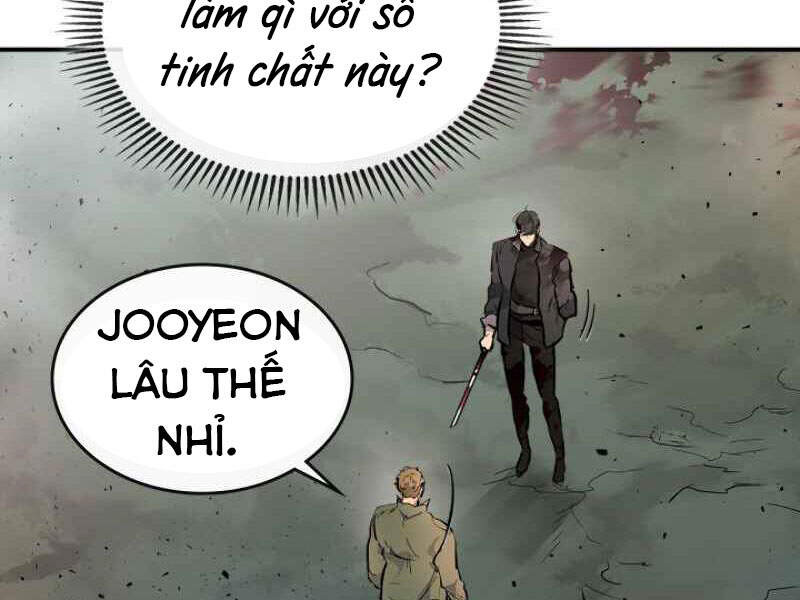 làm gì với số
tinh chất này?
JOOYEON
LÂU THẾ
NHỈ.